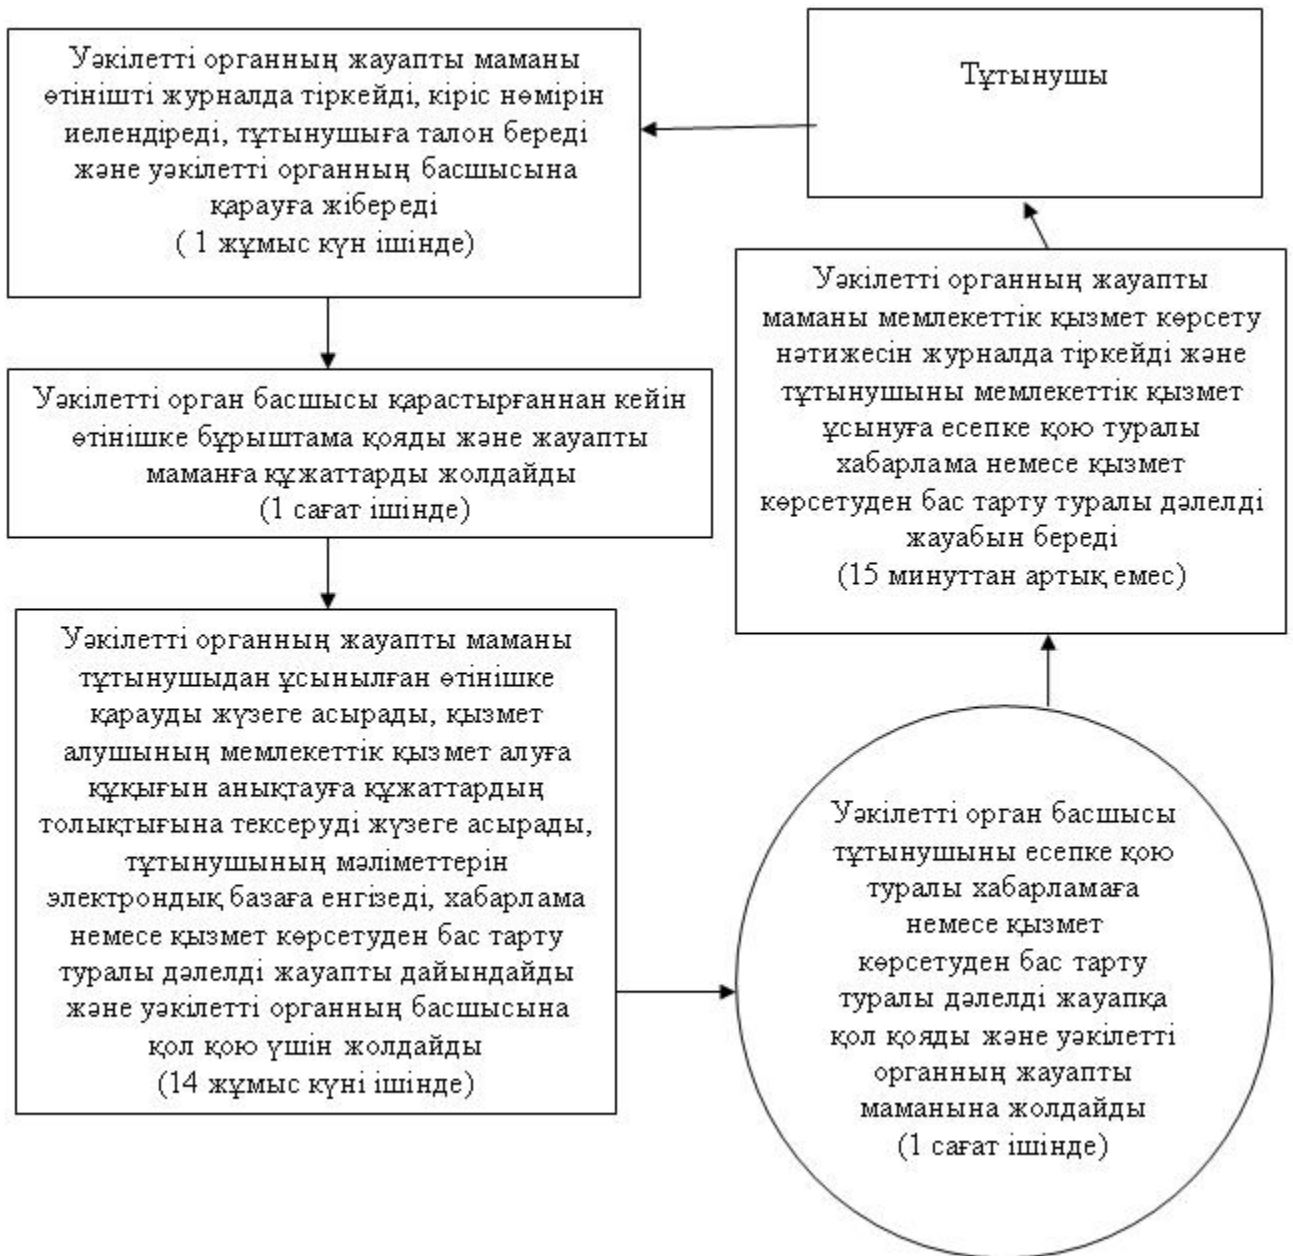 Тұтынушы
Уәкілетті органның жауапты маманы
өтінішті журналда тіркейді, кіріс нөмірін
иелендіреді, тұтынушыға талон береді
және уәкілетті органның басшысына
қарауға жібереді
( 1 жұмыс күн ішінде)
Уәкілетті орган басшысы қарастырғаннан кейін
өтінішке бұрыштама қояды және жауапты
маманға құжаттарды жолдайды
(1 сағат ішінде)
Уәкілетті органның жауапты маманы
тұтынушыдан ұсынылған өтінішке
қарауды жүзеге асырады, қызмет
алушының мемлекеттік қызмет алуға
құқығын анықтауға құжаттардың
толықтығына тексеруді жүзеге асырады,
тұтынушының мәліметтерін
электрондық базаға енгізеді, хабарлама
немесе қызмет көрсетуден бас тарту
туралы дәлелді жауапты дайындайды
және уәкілетті органның басшысына
қол қою үшін жолдайды
(14 жұмыс күні ішінде)
Уәкілетті орган басшысы
тұтынушыны есепке қою
туралы хабарламаға
немесе қызмет
көрсетуден бас тарту
туралы дәлелді жауапқа
қол қояды және уәкілетті
органның жауапты
маманына жолдайды
(1 сағат ішінде)
Уәкілетті органның жауапты
маманы мемлекеттік қызмет көрсету
нәтижесін журналда тіркейді және
тұтынушыны мемлекеттік қызмет
ұсынуға есепке қою туралы
хабарлама немесе қызмет
көрсетуден бас тарту туралы дәлелді
жауабын береді
(15 минуттан артық емес)